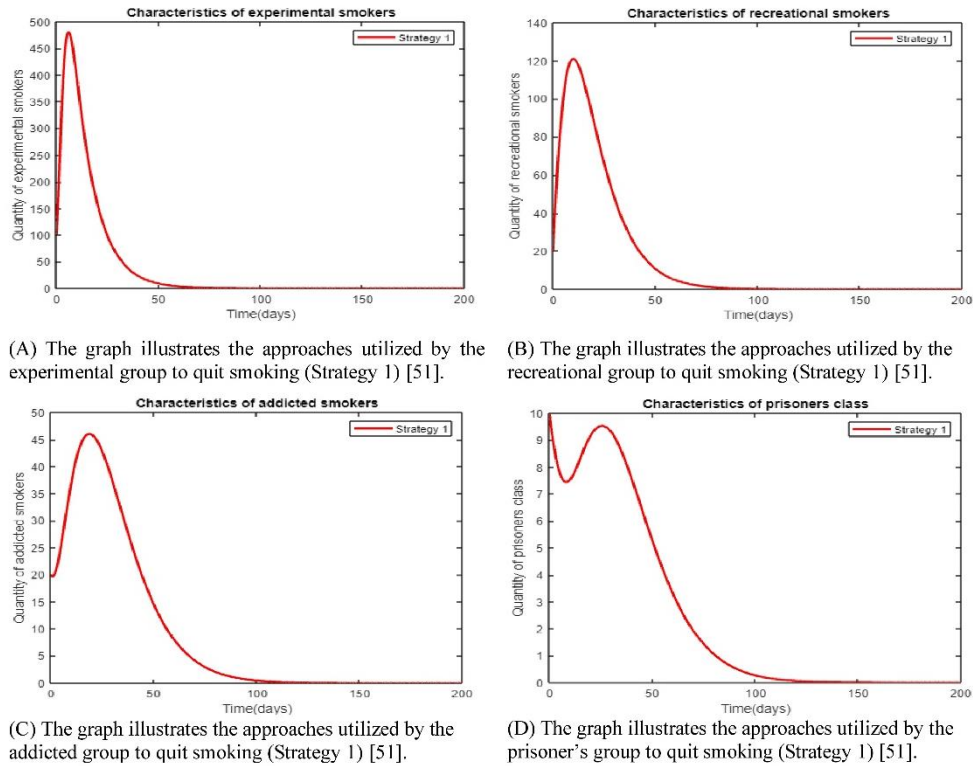 Characteristics of experimental smokers
Strategy 1
Quantity of experimental smokers
500
450
400
350
300
250
200
150
100
50
0
0 50 100 150 200
Time(days)
Characteristics of recreational smokers
Strategy 1
Quantity of recreational smokers
140
120
100
80
60
40
20
0
0 50 100 150 200
Time(days)
(A) The graph illustrates the approaches utilized by the
experimental group to quit smoking (Strategy 1) [51].
(B) The graph illustrates the approaches utilized by the
recreational group to quit smoking (Strategy 1) [51].
Characteristics of addicted smokers
Strategy 1
Quantity of addicted smokers
50
45
40
35
30
25
20
15
10
5
0
0 50 100 150 200
Time(days)
Characteristics of prisoners class
Strategy 1
Quantity of prisoners class
10
9
8
7
6
5
4
3
2
1
0
0 50 100 150 200
Time(days)
(C) The graph illustrates the approaches utilized by the
addicted group to quit smoking (Strategy 1) [51].
(D) The graph illustrates the approaches utilized by the
prisoner's group to quit smoking (Strategy 1) [51].